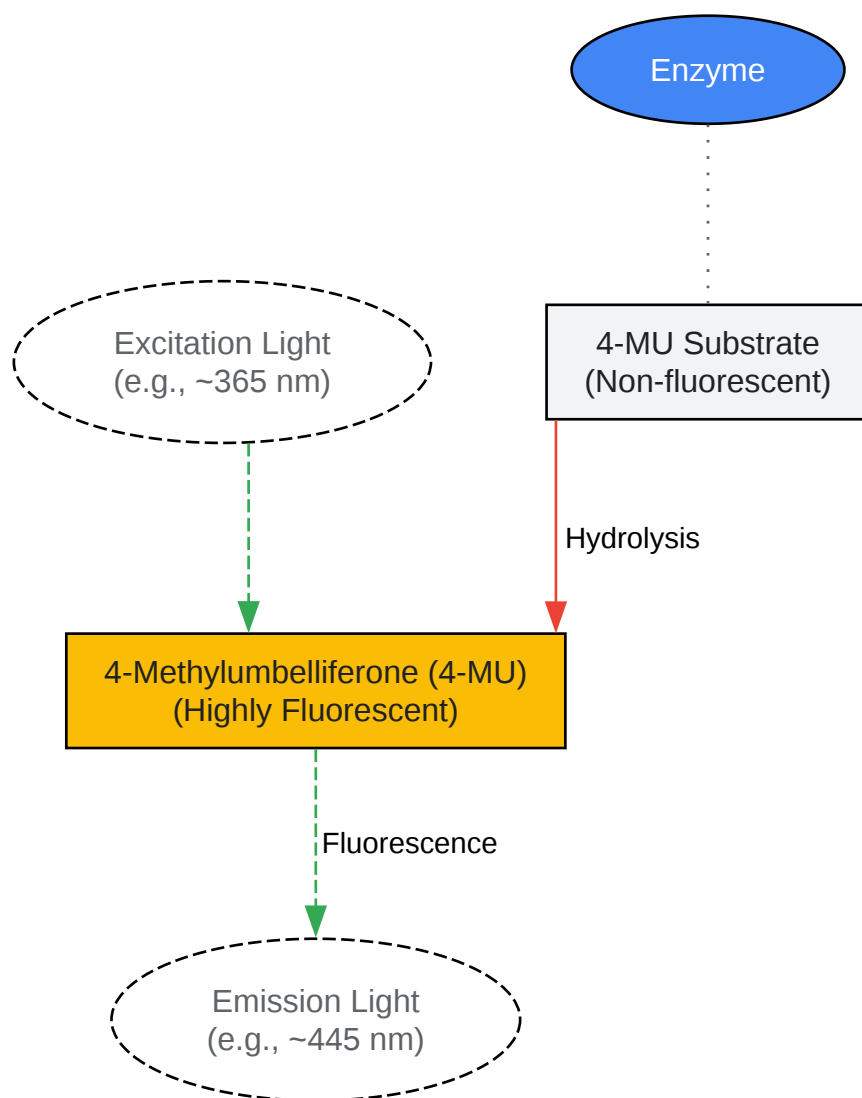 Enzyme
Excitation Light
(e.g., ~365 nm)
4-MU Substrate
(Non-fluorescent)
Hydrolysis
4-Methylumbelliferone (4-MU)
(Highly Fluorescent)
Fluorescence
Emission Light
(e.g., ~445 nm)